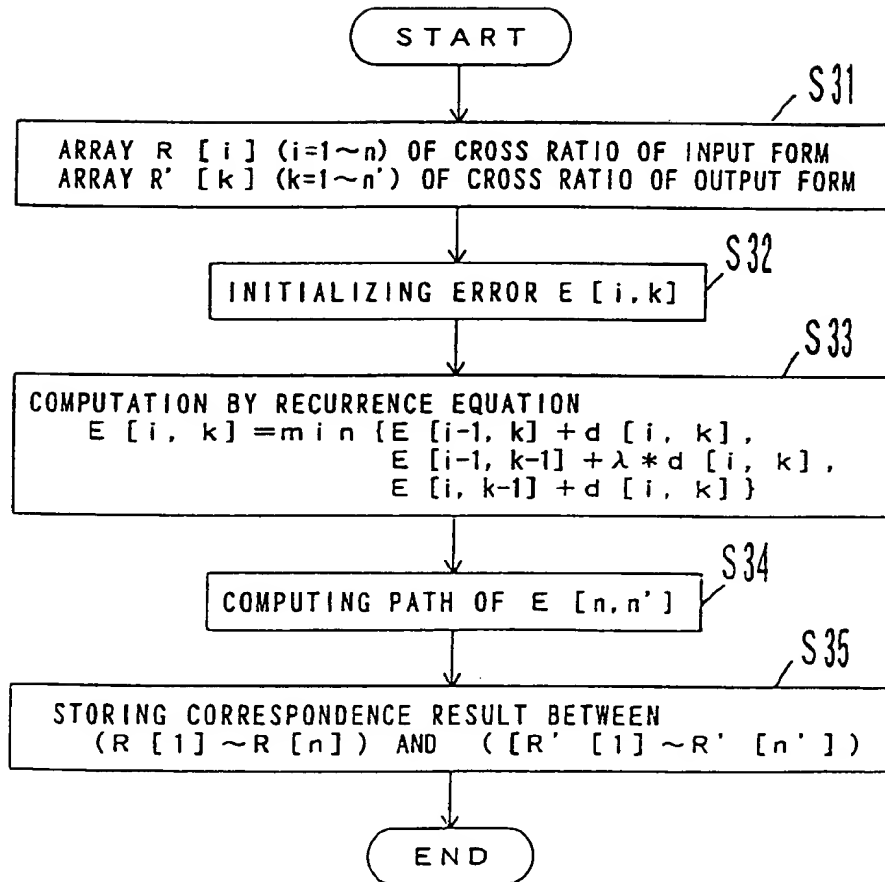 START
S31
ARRAY R [i] (i=1~n) OF CROSS RATIO OF INPUT FORM
ARRAY R' [k] (k=1~n') OF CROSS RATIO OF OUTPUT FORM
S32
INITIALIZING ERROR E [i,k]
S33
COMPUTATION BY RECURRENCE EQUATION
E [i, k] =min {E [i-1, k] +d [i, k] ,
E [i-1, k-1] +λ*d [i, k] ,
E [i, k-1] +d [i, k] }
S34
COMPUTING PATH OF E [n,n']
S35
STORING CORRESPONDENCE RESULT BETWEEN
(R [1] ~R [n]) AND ([R' [1] ~R' [n'])
END